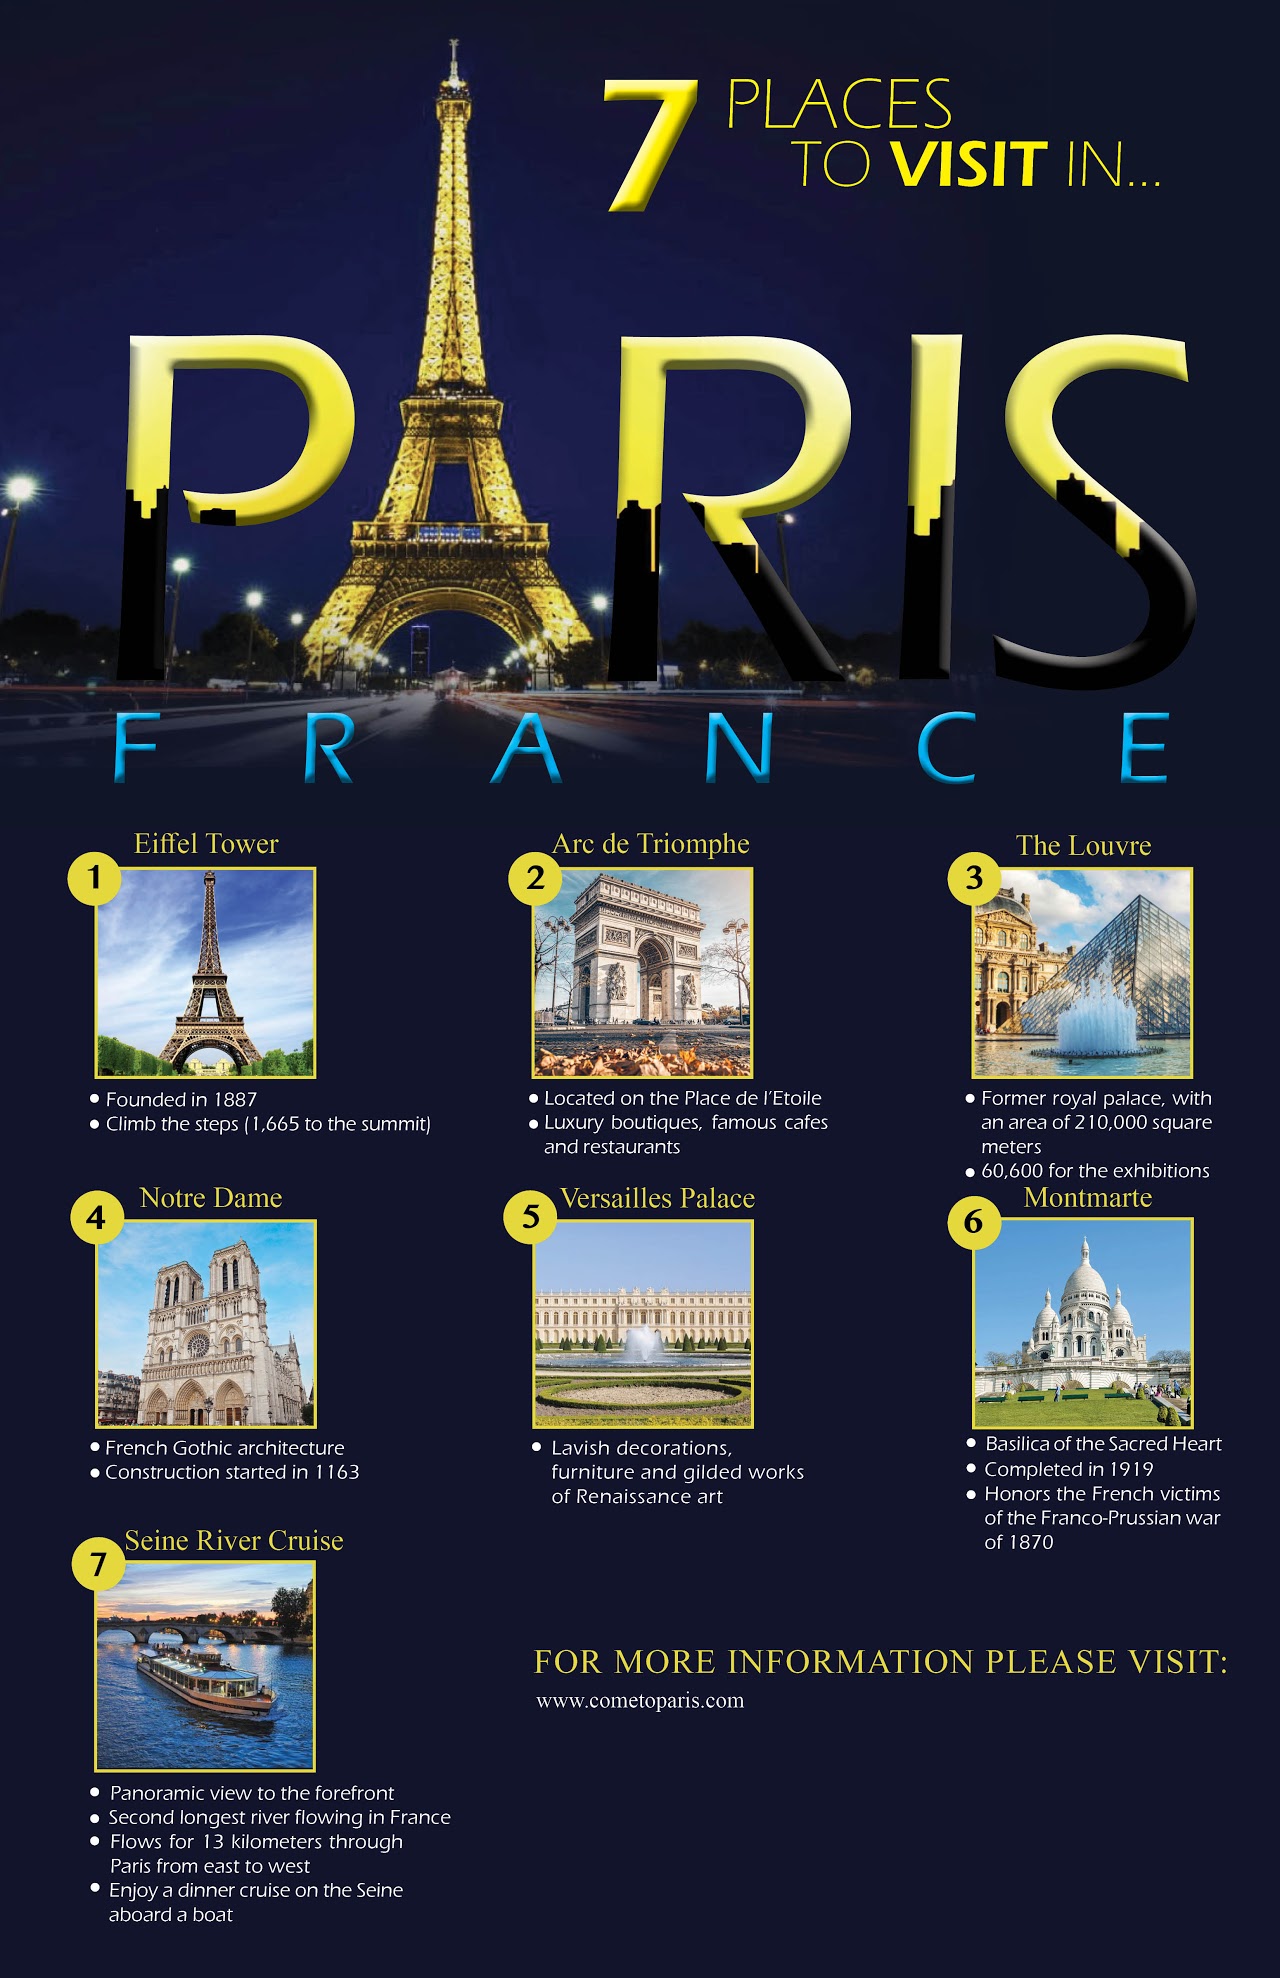 7 PLACES
TO VISIT IN...
PARIS
FRANCE
Eiffel Tower
1
• Founded in 1887
• Climb the steps (1,665 to the summit)
Arc de Triomphe
2
• Located on the Place de l'Etoile
• Luxury boutiques, famous cafes
and restaurants
The Louvre
3
• Former royal palace, with
an area of 210,000 square
meters
• 60,600 for the exhibitions
Notre Dame
4
• French Gothic architecture
• Construction started in 1163
Versailles Palace
5
• Lavish decorations,
furniture and gilded works
of Renaissance art
Montmarte
6
• Basilica of the Sacred Heart
• Completed in 1919
• Honors the French victims
of the Franco-Prussian war
of 1870
Seine River Cruise
7
• Panoramic view to the forefront
• Second longest river flowing in France
• Flows for 13 kilometers through
Paris from east to west
• Enjoy a dinner cruise on the Seine
aboard a boat
FOR MORE INFORMATION PLEASE VISIT:
www.cometoparis.com